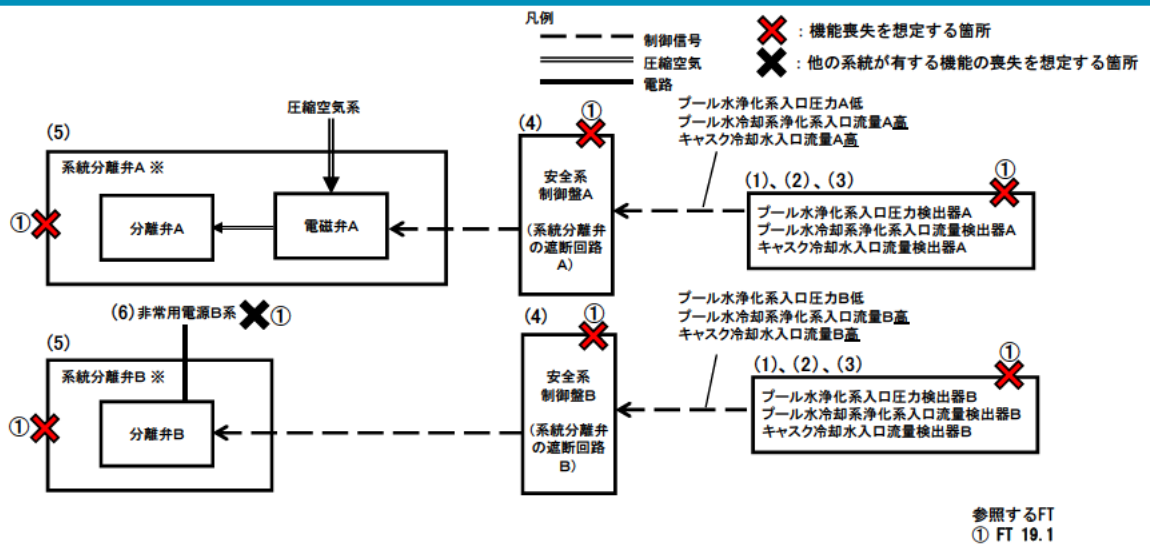 凡例
制御信号
圧縮空気
電路
：機能喪失を想定する箇所
：他の系統が有する機能の喪失を想定する箇所
圧縮空気系
(5)
系統分離弁A ※
①
分離弁A
電磁弁A
(4)
①
安全系
制御盤A
(系統分離弁
の遮断回路
A)
プール水浄化系入口圧力A低
プール水冷却系浄化系入口流量A高
キャスク冷却水入口流量A高
(1)、(2)、(3)
①
プール水浄化系入口圧力検出器A
プール水冷却系浄化系入口流量検出器A
キャスク冷却水入口流量検出器A
(6)非常用電源B系
①
(5)
系統分離弁B ※
①
分離弁B
(4)
①
安全系
制御盤B
(系統分離弁
の遮断回路
B)
プール水浄化系入口圧力B低
プール水冷却系浄化系入口流量B高
キャスク冷却水入口流量B高
(1)、(2)、(3)
①
プール水浄化系入口圧力検出器B
プール水冷却系浄化系入口流量検出器B
キャスク冷却水入口流量検出器B
参照するFT
① FT 19.1